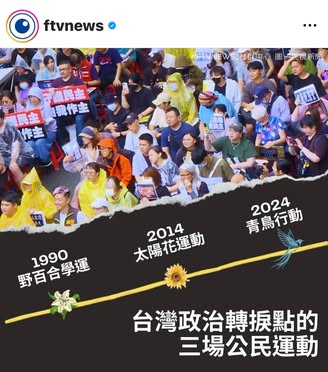 ftvnews
1990
野百合學運
2014
太陽花運動
2024
青鳥行動
台灣政治轉捩點的
三場公民運動